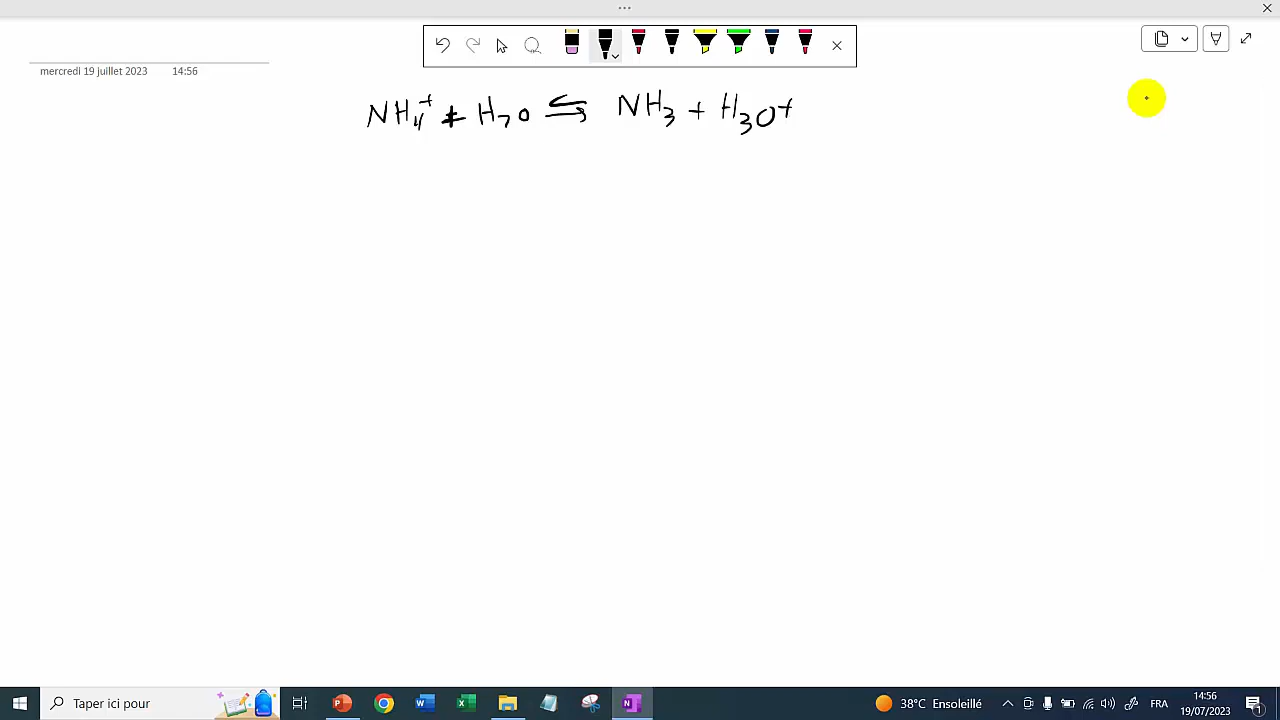 mercredi 19 juillet 2023 14:56
NH₄⁺ + H₂O ⇌ NH₃ + H₃O⁺
Taper ici pour
38°C Ensoleillé
FRA
14:56
19/07/2023